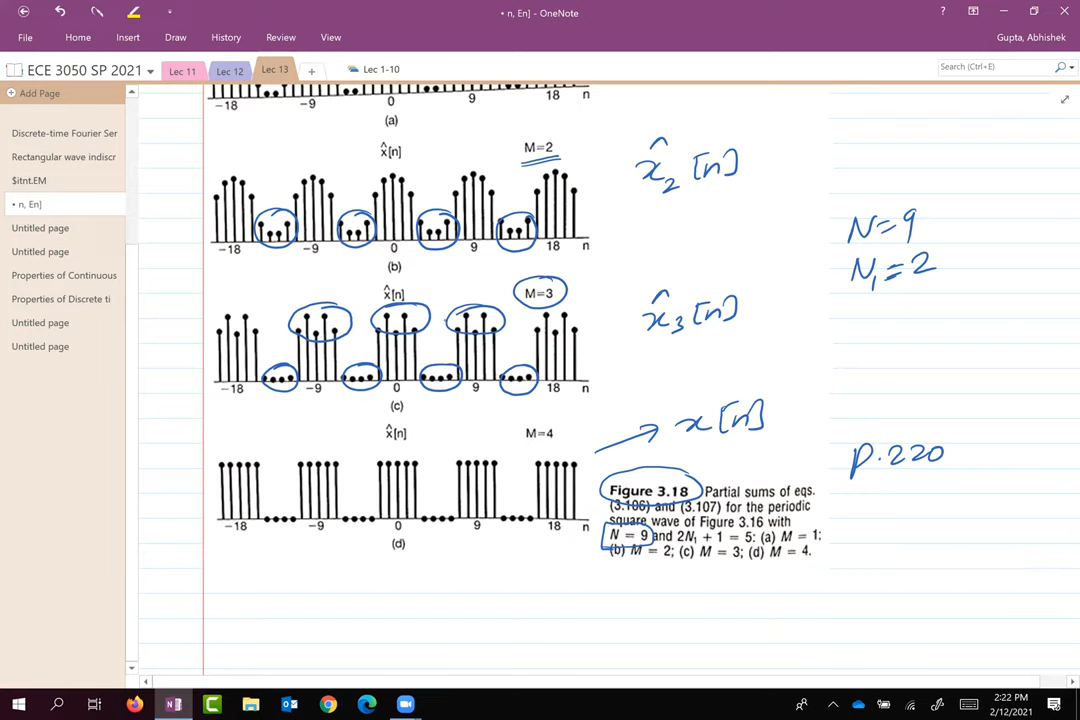 • n, En] - OneNote
?
Gupta, Abhishek
File Home Insert Draw History Review View
ECE 3050 SP 2021
Lec 11
Lec 12
Lec 13
+
Lec 1-10
Search (Ctrl+E)
Add Page
Discrete-time Fourier Ser
Rectangular wave indiscr
$itnt.EM
• n, En]
Untitled page
Untitled page
Properties of Continuous
Properties of Discrete ti
Untitled page
Untitled page
−18 −9 0 9 18 n
(a)
x̂[n] M=2
−18 −9 0 9 18 n
(b)
x̂[n] M=3
−18 −9 0 9 18 n
(c)
x̂[n] M=4
−18 −9 0 9 18 n
(d)
x̂₂[n]
x̂₃[n]
x[n]
N=9
N₁=2
p.220
Figure 3.18 Partial sums of eqs.
(3.106) and (3.107) for the periodic
square wave of Figure 3.16 with
N = 9 and 2N₁ + 1 = 5: (a) M = 1;
(b) M = 2; (c) M = 3; (d) M = 4.
2:22 PM
2/12/2021